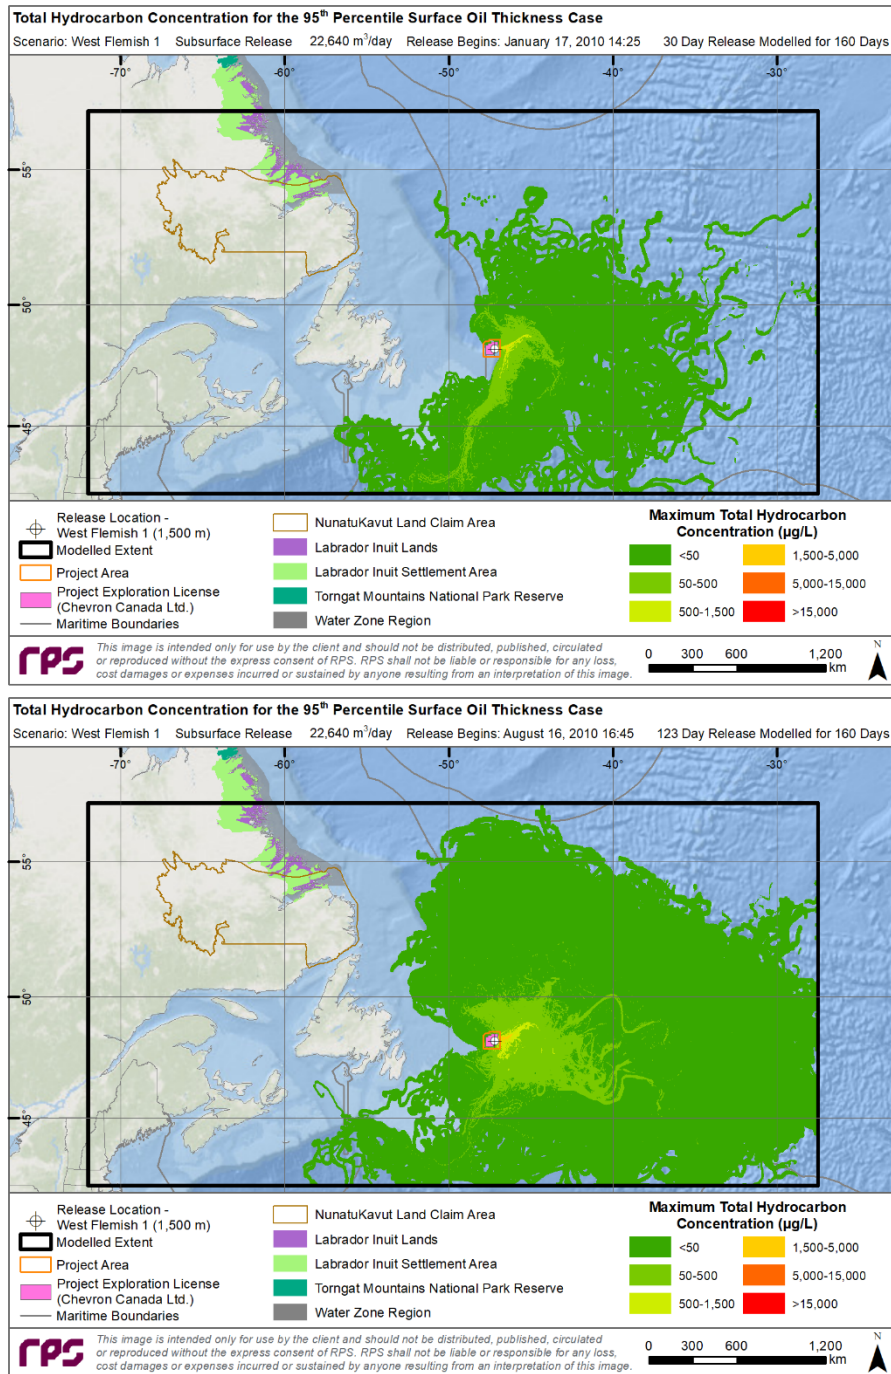 Total Hydrocarbon Concentration for the 95th Percentile Surface Oil Thickness Case
Scenario: West Flemish 1 Subsurface Release 22,640 m³/day Release Begins: January 17, 2010 14:25 30 Day Release Modelled for 160 Days
-70° -60° -50° -40° -30°
55°
50°
45°
Release Location -
West Flemish 1 (1,500 m)
Modelled Extent
Project Area
Project Exploration License
(Chevron Canada Ltd.)
Maritime Boundaries
NunatuKavut Land Claim Area
Labrador Inuit Lands
Labrador Inuit Settlement Area
Torngat Mountains National Park Reserve
Water Zone Region
Maximum Total Hydrocarbon
Concentration (µg/L)
<50 1,500-5,000
50-500 5,000-15,000
500-1,500 >15,000
rps
This image is intended only for use by the client and should not be distributed, published, circulated
or reproduced without the express consent of RPS. RPS shall not be liable or responsible for any loss,
cost damages or expenses incurred or sustained by anyone resulting from an interpretation of this image.
0 300 600 1,200
km
N
Total Hydrocarbon Concentration for the 95th Percentile Surface Oil Thickness Case
Scenario: West Flemish 1 Subsurface Release 22,640 m³/day Release Begins: August 16, 2010 16:45 123 Day Release Modelled for 160 Days
-70° -60° -50° -40° -30°
55°
50°
45°
Release Location -
West Flemish 1 (1,500 m)
Modelled Extent
Project Area
Project Exploration License
(Chevron Canada Ltd.)
Maritime Boundaries
NunatuKavut Land Claim Area
Labrador Inuit Lands
Labrador Inuit Settlement Area
Torngat Mountains National Park Reserve
Water Zone Region
Maximum Total Hydrocarbon
Concentration (µg/L)
<50 1,500-5,000
50-500 5,000-15,000
500-1,500 >15,000
rps
This image is intended only for use by the client and should not be distributed, published, circulated
or reproduced without the express consent of RPS. RPS shall not be liable or responsible for any loss,
cost damages or expenses incurred or sustained by anyone resulting from an interpretation of this image.
0 300 600 1,200
km
N